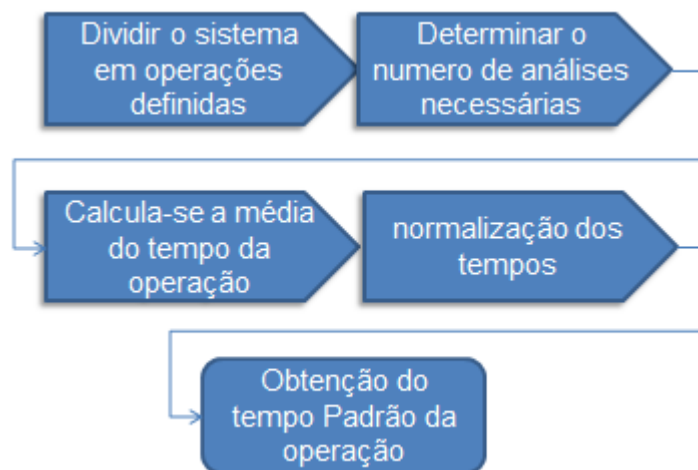 Dividir o sistema
em operações
definidas
Determinar o
numero de análises
necessárias
Calcula-se a média
do tempo da
operação
normalização dos
tempos
Obtenção do
tempo Padrão da
operação